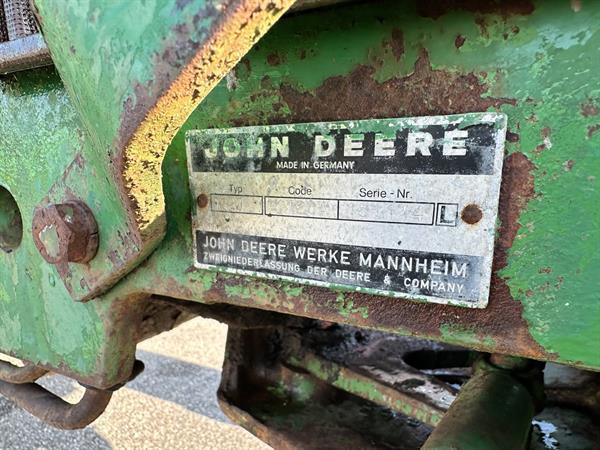 JOHN DEERE
MADE IN GERMANY
Typ Code Serie - Nr.
L
JOHN DEERE WERKE MANNHEIM
ZWEIGNIEDERLASSUNG DER DEERE & COMPANY